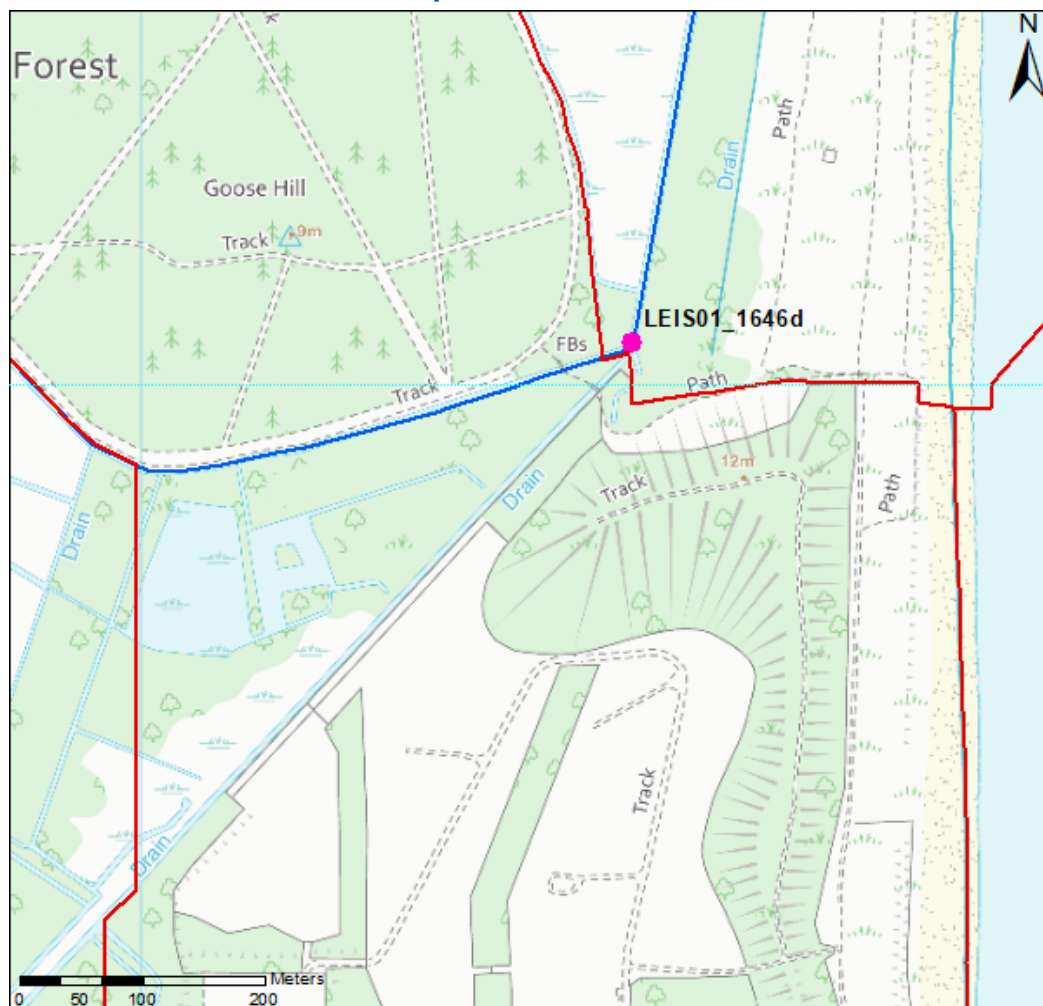 N
Forest
Path
Drain
Goose Hill
Track
9m
LEIS01_1646d
FBs
Track
Path
12m
Track
Drain
Path
Drain
Track
Drain
Meters
0 50 100 200